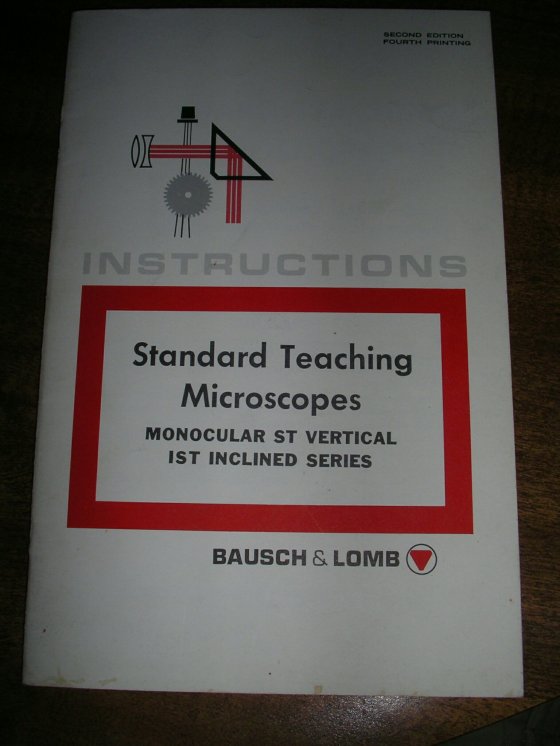 SECOND EDITION
FOURTH PRINTING
INSTRUCTIONS
Standard Teaching
Microscopes
MONOCULAR ST VERTICAL
IST INCLINED SERIES
BAUSCH & LOMB